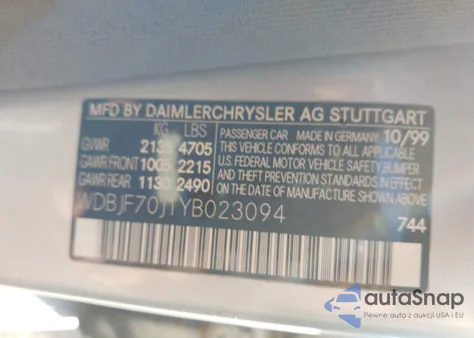 MFD BY DAIMLERCHRYSLER AG STUTTGART
KG LBS
GVWR 2135 4705
GAWR FRONT 1005 2215
GAWR REAR 1130 2490
PASSENGER CAR MADE IN GERMANY 10/99
THIS VEHICLE CONFORMS TO ALL APPLICABLE
U.S. FEDERAL MOTOR VEHICLE SAFETY,BUMPER
AND THEFT PREVENTION STANDARDS IN EFFECT
ON THE DATE OF MANUFACTURE SHOWN ABOVE.
WDBJF70J1YB023094
744
autoSnap
Pewne auto z aukcji USA i EU